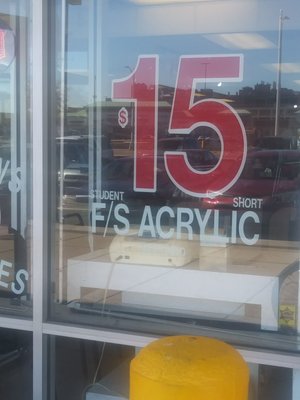 $15
STUDENT SHORT
F/S ACRYLIC